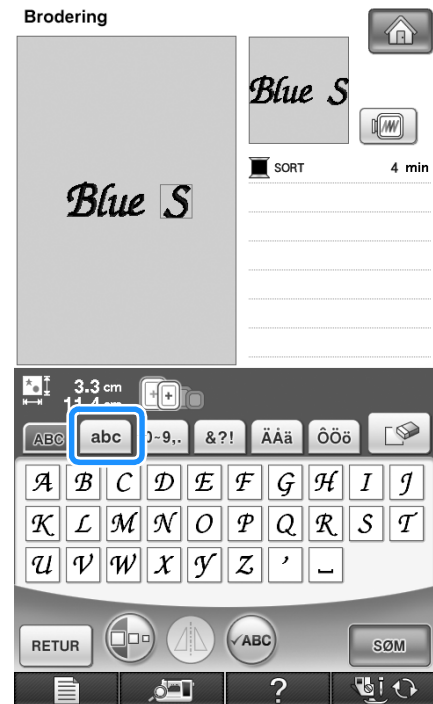 Brodering
Blue S
SORT 4 min
Blue S
3.3 cm
11.4 cm
ABC abc 0~9,. &?! ÄÅä ÔÖö
A B C D E F G H I J
K L M N O P Q R S T
U V W X Y Z ’ _
RETUR ABC SØM
?